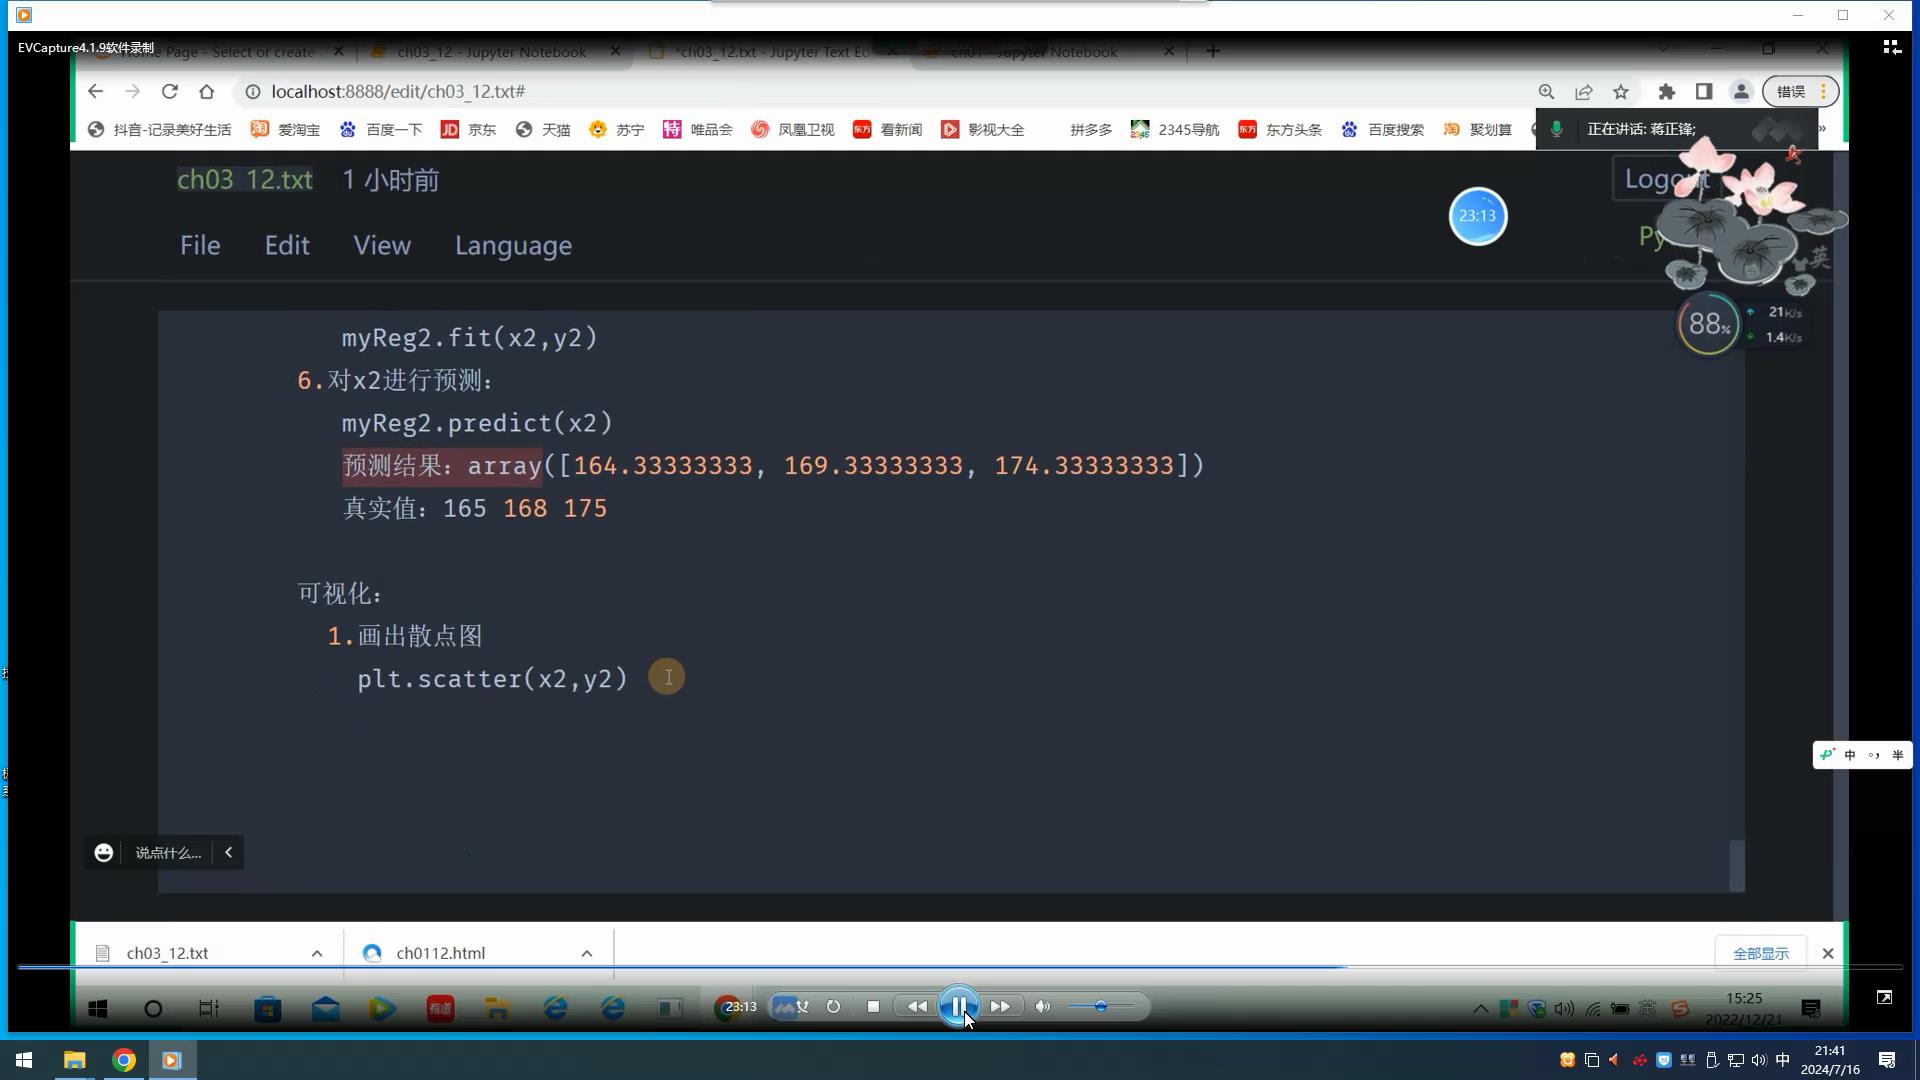 EVCapture4.1.9软件录制
Home Page - Select or create
ch03_12 - Jupyter Notebook
*ch03_12.txt - Jupyter Text Ed
ch01 - Jupyter Notebook
localhost:8888/edit/ch03_12.txt#
错误
抖音-记录美好生活
爱淘宝
百度一下
京东
天猫
苏宁
唯品会
凤凰卫视
看新闻
影视大全
拼多多
2345导航
东方头条
百度搜索
聚划算
正在讲话: 蒋正锋;
ch03_12.txt 1 小时前
Logout
23:13
File Edit View Language
Py
英
88%
21K/s
1.4K/s
myReg2.fit(x2,y2)
6.对x2进行预测:
myReg2.predict(x2)
预测结果: array([164.33333333, 169.33333333, 174.33333333])
真实值: 165 168 175
可视化:
1.画出散点图
plt.scatter(x2,y2)
中 半
说点什么...
ch03_12.txt
ch0112.html
全部显示
有道
23:13
英
15:25
2022/12/21
中
21:41
2024/7/16